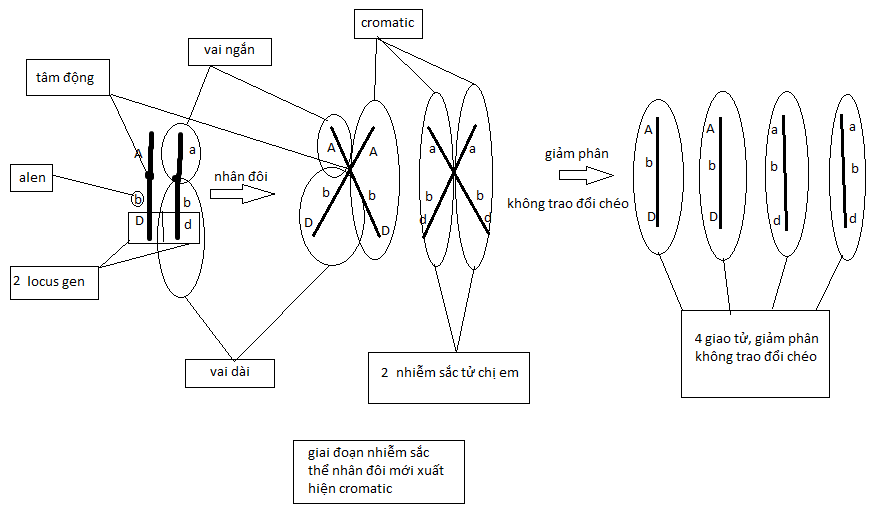 cromatic
vai ngắn
tâm động
A
a
A
A
a
a
A
A
a
a
nhân đôi
giảm phân
không trao đổi chéo
alen
b
b
b
b
b
b
b
b
b
b
D
d
D
D
d
d
D
D
d
d
2 locus gen
vai dài
2 nhiễm sắc tử chị em
4 giao tử, giảm phân
không trao đổi chéo
giai đoạn nhiễm sắc
thể nhân đôi mới xuất
hiện cromatic